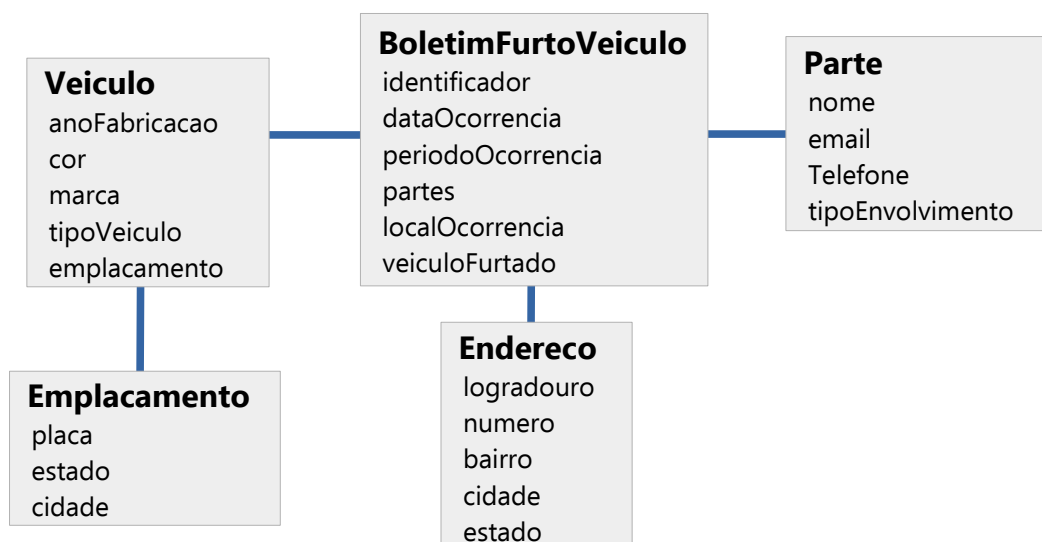 Veiculo
anoFabricacao
cor
marca
tipoVeiculo
emplacamento
BoletimFurtoVeiculo
identificador
dataOcorrencia
periodoOcorrencia
partes
localOcorrencia
veiculoFurtado
Parte
nome
email
Telefone
tipoEnvolvimento
Emplacamento
placa
estado
cidade
Endereco
logradouro
numero
bairro
cidade
estado